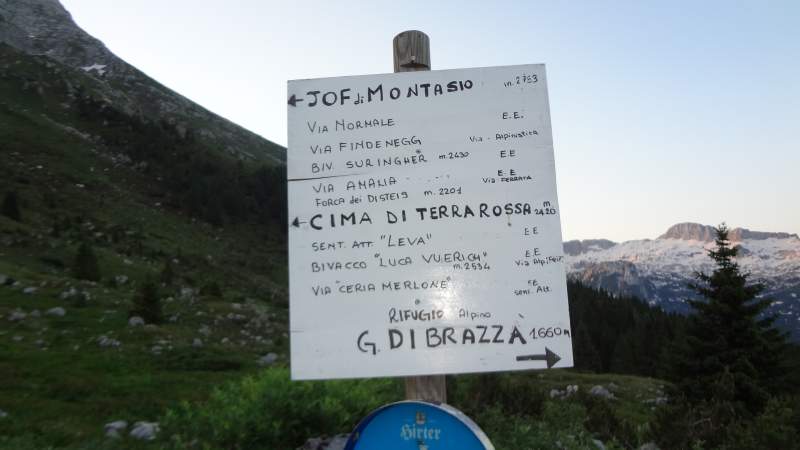 ← JOF di MONTASIO m. 2753
VIA NORMALE E.E.
VIA FINDENEGG Via - Alpinistica
BIV. SURINGHER m. 2430 E E
VIA AMALIA E. E
FORCA dei DISTEIS m. 2201 Via FERRATA
← CIMA DI TERRAROSSA m 2420
SENT. ATT. "LEVA" E E
BIVACCO "LUCA VUERICH" E E
m. 2534
VIA "CERIA MERLONE" EE
sent. Att.
RIFUGIO Alpino
G. DI BRAZZÀ 1660 m
→
Hirter